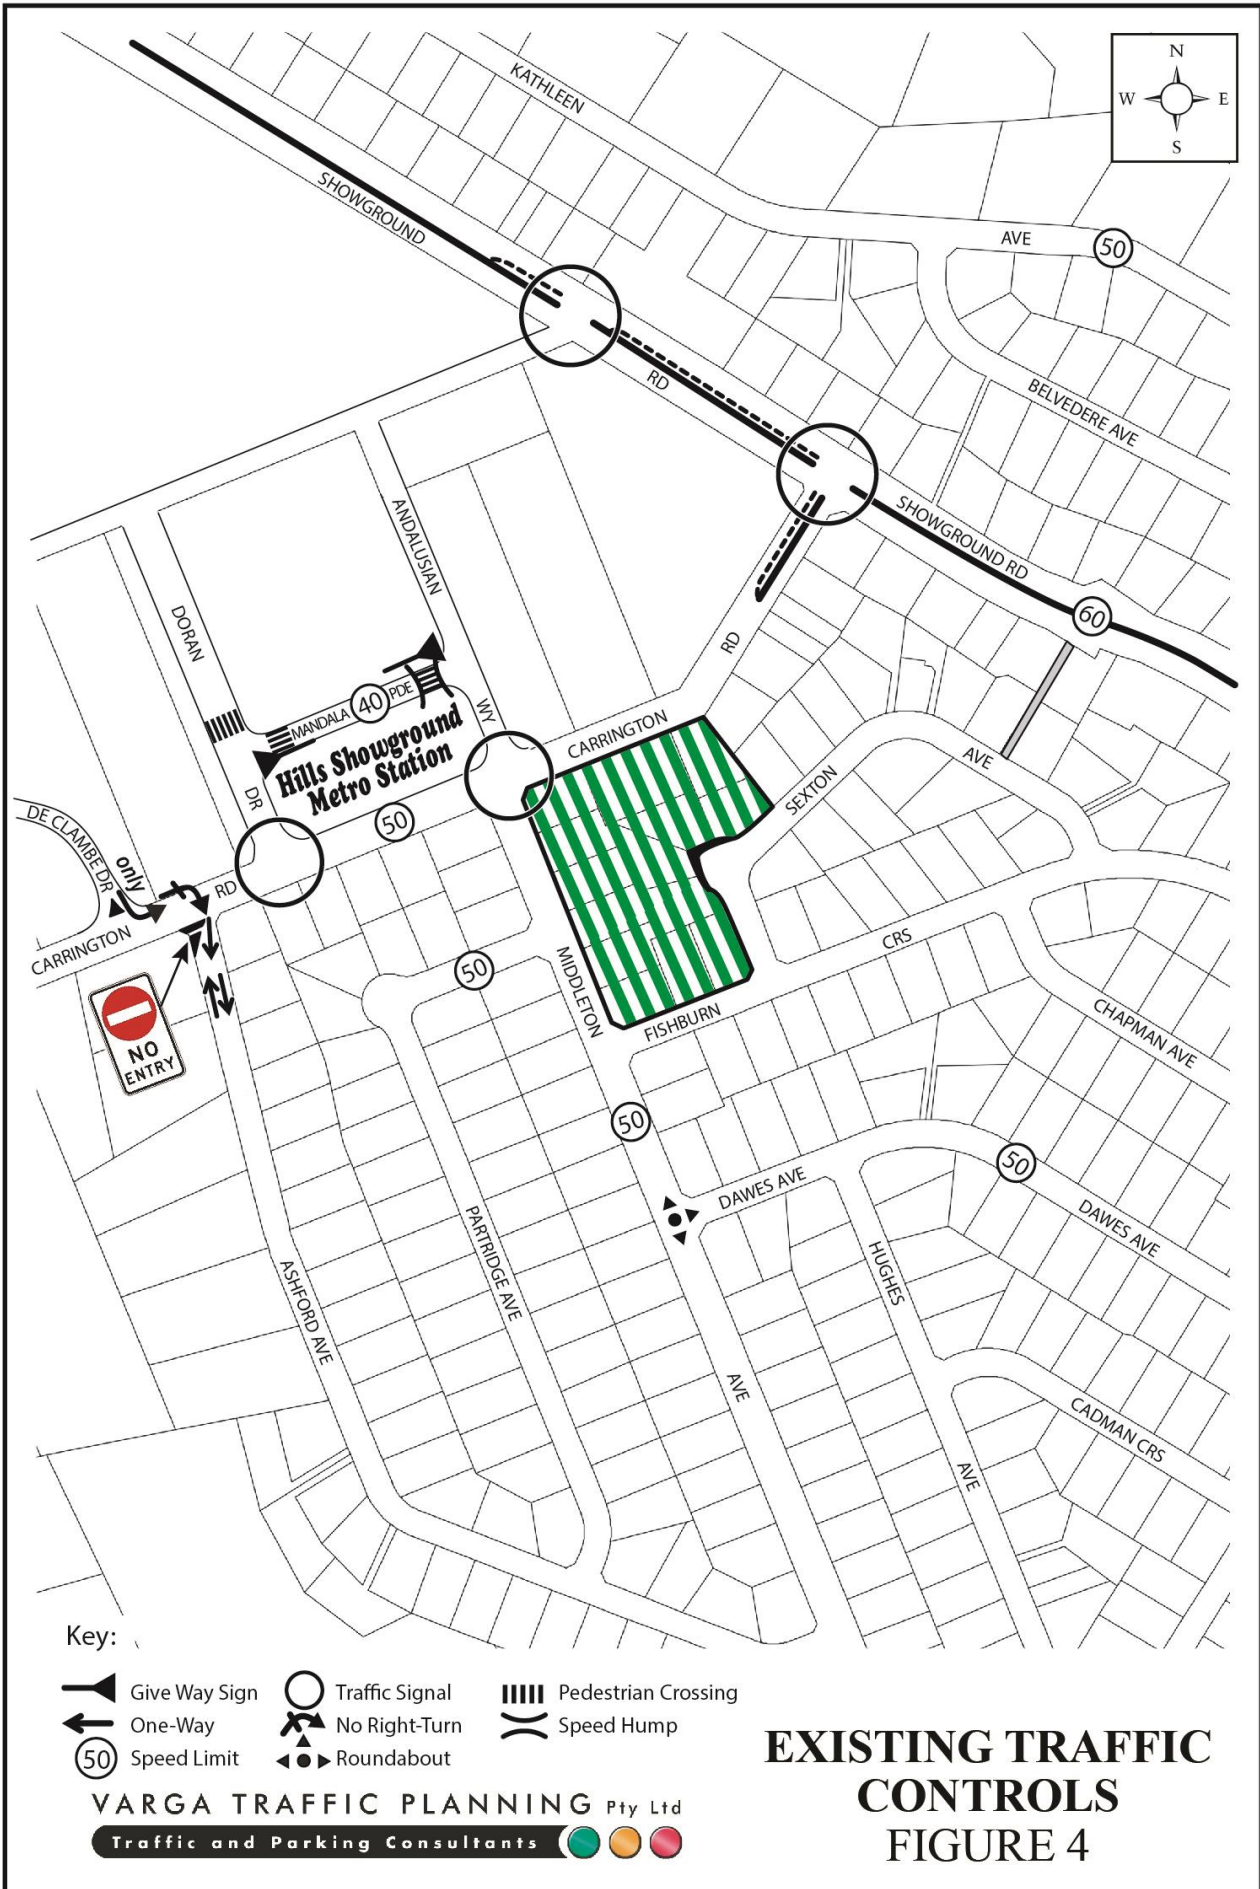 N
W E
S
KATHLEEN
AVE
50
SHOWGROUND
RD
BELVEDERE AVE
SHOWGROUND RD
60
ANDALUSIAN
WY
DORAN
DR
MANDALA
40
PDE
Hills Showground
Metro Station
50
CARRINGTON
RD
SEXTON
AVE
DE CLAMBE DR
only
RD
CARRINGTON
NO
ENTRY
50
MIDDLETON
FISHBURN
CRS
CHAPMAN AVE
50
DAWES AVE
50
DAWES AVE
PARTRIDGE AVE
ASHFORD AVE
HUGHES
AVE
AVE
CADMAN CRS
Key:
Give Way Sign
Traffic Signal
Pedestrian Crossing
One-Way
No Right-Turn
Speed Hump
50
Speed Limit
Roundabout
EXISTING TRAFFIC
CONTROLS
FIGURE 4
VARGA TRAFFIC PLANNING Pty Ltd
Traffic and Parking Consultants